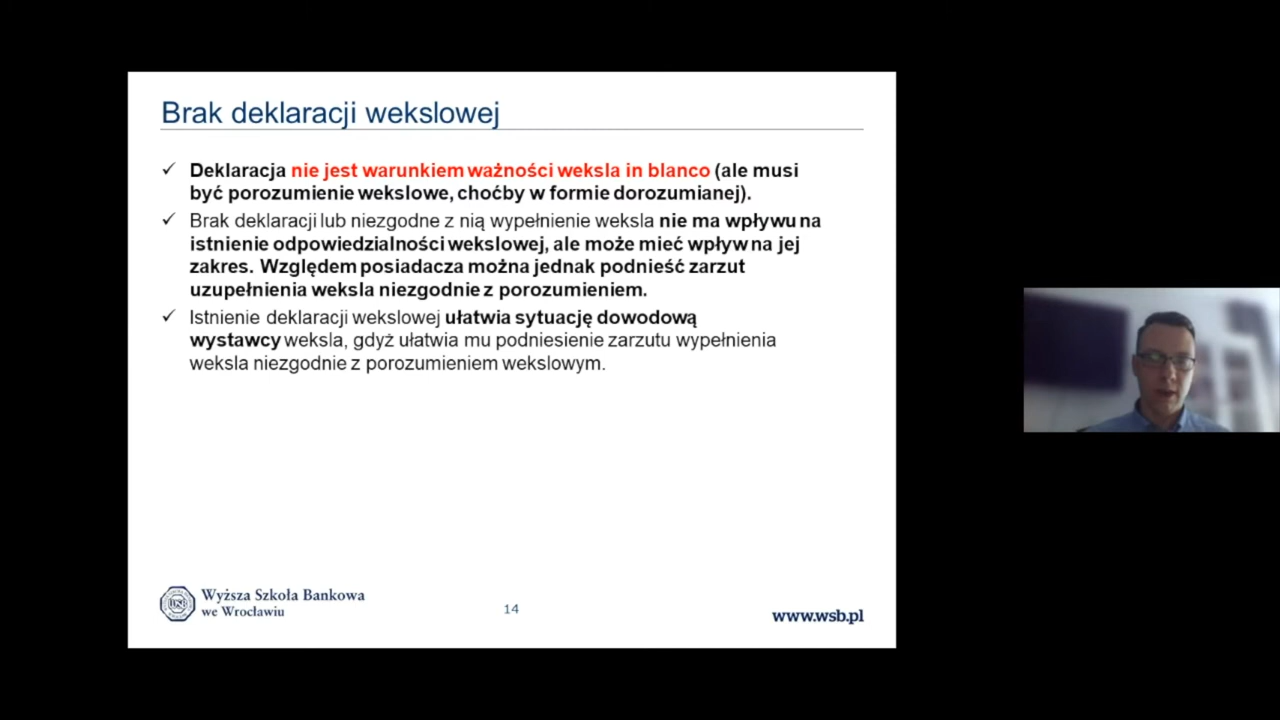 Brak deklaracji wekslowej
✓ Deklaracja nie jest warunkiem ważności weksla in blanco (ale musi
być porozumienie wekslowe, choćby w formie dorozumianej).
✓ Brak deklaracji lub niezgodne z nią wypełnienie weksla nie ma wpływu na
istnienie odpowiedzialności wekslowej, ale może mieć wpływ na jej
zakres. Względem posiadacza można jednak podnieść zarzut
uzupełnienia weksla niezgodnie z porozumieniem.
✓ Istnienie deklaracji wekslowej ułatwia sytuację dowodową
wystawcy weksla, gdyż ułatwia mu podniesienie zarzutu wypełnienia
weksla niezgodnie z porozumieniem wekslowym.
Wyższa Szkoła Bankowa
we Wrocławiu
14
www.wsb.pl